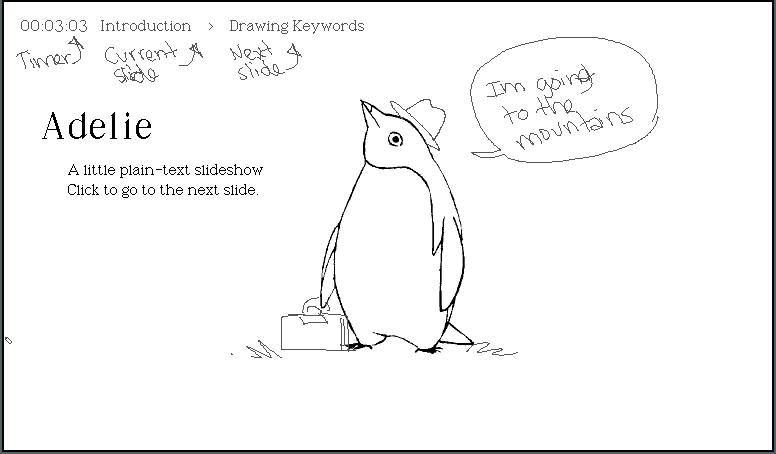 00:03:03 Introduction > Drawing Keywords
Timer Current Next
slide slide
Adelie
A little plain-text slideshow
Click to go to the next slide.
Im going
to the
mountains